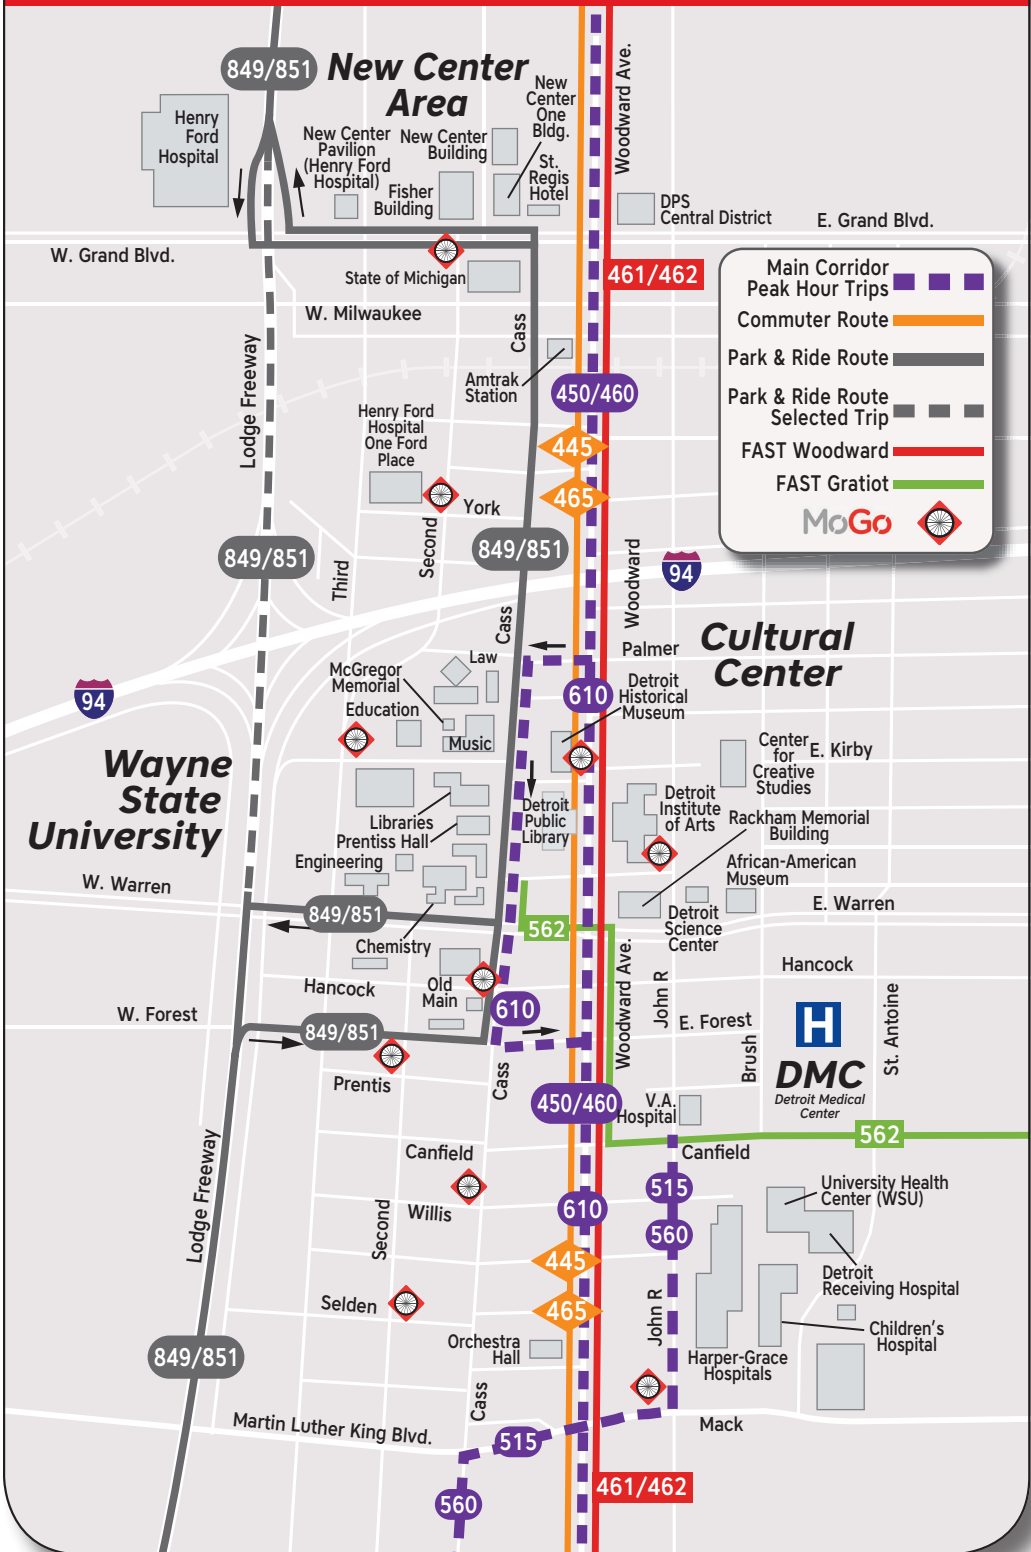 849/851
New Center
Area
Woodward Ave.
Henry
Ford
Hospital
New Center
Pavilion
(Henry Ford
Hospital)
New Center
Building
New
Center
One
Bldg.
Fisher
Building
St.
Regis
Hotel
DPS
Central District
E. Grand Blvd.
W. Grand Blvd.
State of Michigan
461/462
W. Milwaukee
Cass
Lodge Freeway
Main Corridor
Peak Hour Trips
Commuter Route
Park & Ride Route
Park & Ride Route
Selected Trip
FAST Woodward
FAST Gratiot
MoGo
Amtrak
Station
450/460
Henry Ford
Hospital
One Ford
Place
445
465
York
Second
849/851
849/851
Third
Woodward
94
Cass
Palmer
Cultural
Center
Law
McGregor
Memorial
Education
Music
94
610
Detroit
Historical
Museum
Wayne
State
University
Center
for
Creative
Studies
E. Kirby
Detroit
Public
Library
Detroit
Institute
of Arts
Rackham Memorial
Building
Libraries
Prentiss Hall
Engineering
African-American
Museum
W. Warren
E. Warren
849/851
562
Detroit
Science
Center
Chemistry
Hancock
Old
Main
Woodward Ave.
John R
Hancock
W. Forest
610
E. Forest
St. Antoine
849/851
H
Brush
DMC
Detroit Medical
Center
Prentis
Cass
450/460
V.A.
Hospital
562
Lodge Freeway
Canfield
Canfield
515
University Health
Center (WSU)
Willis
Second
610
560
445
Detroit
Receiving Hospital
Selden
465
John R
Children's
Hospital
849/851
Orchestra
Hall
Harper-Grace
Hospitals
Cass
Martin Luther King Blvd.
Mack
515
461/462
560